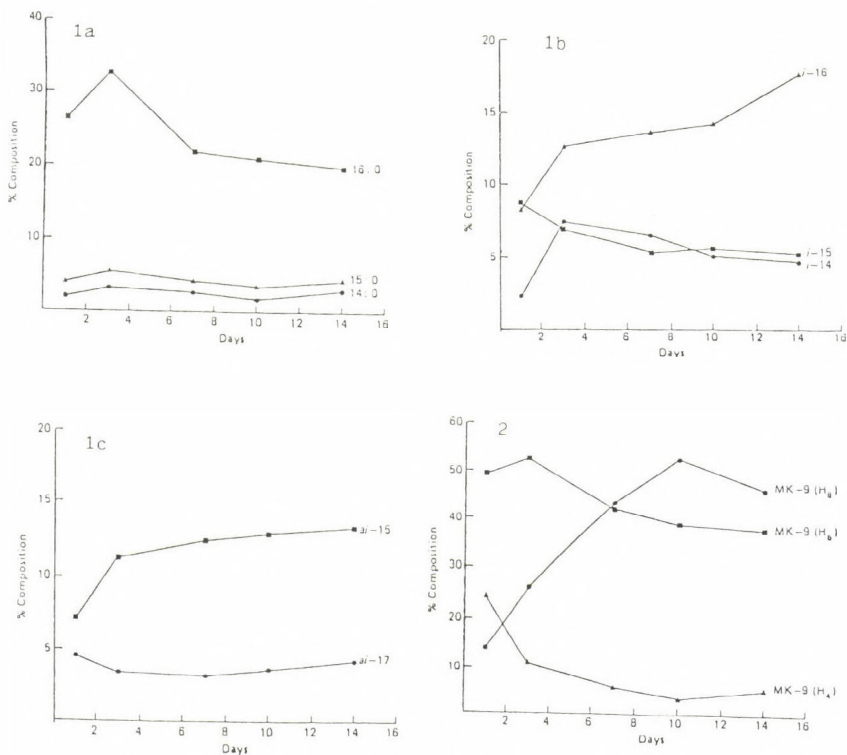 1a
40
30
20
10
% Composition
16:0
15:0
14:0
2 4 6 8 10 12 14 16
Days
1b
20
15
10
5
% Composition
i-16
i-15
i-14
2 4 6 8 10 12 14 16
Days
1c
20
15
10
5
% Composition
ai-15
ai-17
2 4 6 8 10 12 14 16
Days
2
60
50
40
30
20
10
% Composition
MK-9 (H₈)
MK-9 (H₆)
MK-9 (H₄)
2 4 6 8 10 12 14 16
Days